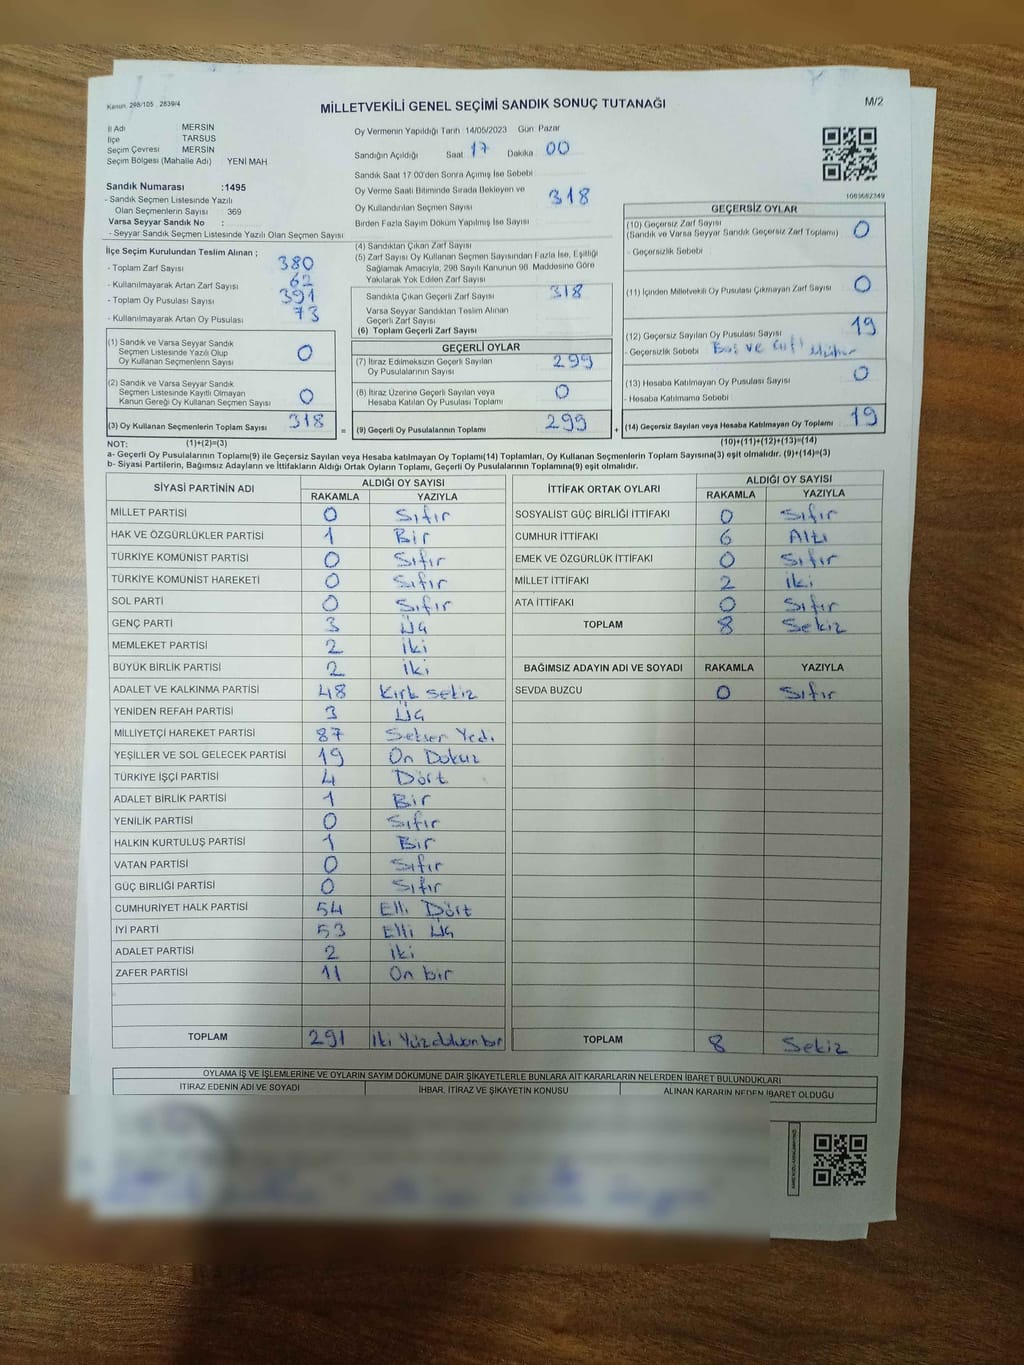 Kanun: 298/105 , 2839/4
MİLLETVEKİLİ GENEL SEÇİMİ SANDIK SONUÇ TUTANAĞI
M/2
İl Adı : MERSİN
İlçe : TARSUS
Seçim Çevresi : MERSİN
Seçim Bölgesi (Mahalle Adı) : YENİ MAH
Sandık Numarası :1495
- Sandık Seçmen Listesinde Yazılı
Olan Seçmenlerin Sayısı : 369
Varsa Seyyar Sandık No :
- Seyyar Sandık Seçmen Listesinde Yazılı Olan Seçmen Sayısı
Oy Vermenin Yapıldığı Tarih 14/05/2023 Gün Pazar
Sandığın Açıldığı Saat 17 Dakika 00
Sandık Saat 17:00'den Sonra Açılmış İse Sebebi
Oy Verme Saati Bitiminde Sırada Bekleyen ve
Oy Kullandırılan Seçmen Sayısı 318
Birden Fazla Sayım Döküm Yapılmış İse Sayısı
1089682349
İlçe Seçim Kurulundan Teslim Alınan ;
- Toplam Zarf Sayısı 380
- Kullanılmayarak Artan Zarf Sayısı 62
- Toplam Oy Pusulası Sayısı 391
- Kullanılmayarak Artan Oy Pusulası 73
(1) Sandık ve Varsa Seyyar Sandık
Seçmen Listesinde Yazılı Olup
Oy Kullanan Seçmenlerin Sayısı 0
(2) Sandık ve Varsa Seyyar Sandık
Seçmen Listesinde Kayıtlı Olmayan
Kanun Gereği Oy Kullanan Seçmen Sayısı 0
(3) Oy Kullanan Seçmenlerin Toplam Sayısı 318 =
(4) Sandıktan Çıkan Zarf Sayısı
(5) Zarf Sayısı Oy Kullanan Seçmen Sayısından Fazla İse, Eşitliği
Sağlamak Amacıyla, 298 Sayılı Kanunun 98. Maddesine Göre
Yakılarak Yok Edilen Zarf Sayısı
Sandıkta Çıkan Geçerli Zarf Sayısı 318
Varsa Seyyar Sandıktan Teslim Alınan
Geçerli Zarf Sayısı
(6) Toplam Geçerli Zarf Sayısı
GEÇERLİ OYLAR
(7) İtiraz Edilmeksizin Geçerli Sayılan
Oy Pusulalarının Sayısı 299
(8) İtiraz Üzerine Geçerli Sayılan veya
Hesaba Katılan Oy Pusulası Toplamı 0
(9) Geçerli Oy Pusulalarının Toplamı 299 +
GEÇERSİZ OYLAR
(10) Geçersiz Zarf Sayısı
(Sandık ve Varsa Seyyar Sandık Geçersiz Zarf Toplamı) 0
- Geçersizlik Sebebi
(11) İçinden Milletvekili Oy Pusulası Çıkmayan Zarf Sayısı 0
(12) Geçersiz Sayılan Oy Pusulası Sayısı 19
- Geçersizlik Sebebi Boş ve Çift Mühür
(13) Hesaba Katılmayan Oy Pusulası Sayısı 0
- Hesaba Katılmama Sebebi
(14) Geçersiz Sayılan veya Hesaba Katılmayan Oy Toplamı 19
NOT: (1)+(2)=(3) (10)+(11)+(12)+(13)=(14)
a- Geçerli Oy Pusulalarının Toplamı(9) ile Geçersiz Sayılan veya Hesaba katılmayan Oy Toplamı(14) Toplamları, Oy Kullanan Seçmenlerin Toplam Sayısına(3) eşit olmalıdır. (9)+(14)=(3)
b- Siyasi Partilerin, Bağımsız Adayların ve İttifakların Aldığı Ortak Oyların Toplamı, Geçerli Oy Pusulalarının Toplamına(9) eşit olmalıdır.
SİYASİ PARTİNİN ADI ALDIĞI OY SAYISI
RAKAMLA YAZIYLA
MİLLET PARTİSİ 0 Sıfır
HAK VE ÖZGÜRLÜKLER PARTİSİ 1 Bir
TÜRKİYE KOMÜNİST PARTİSİ 0 Sıfır
TÜRKİYE KOMÜNİST HAREKETİ 0 Sıfır
SOL PARTİ 0 Sıfır
GENÇ PARTİ 3 Üç
MEMLEKET PARTİSİ 2 İki
BÜYÜK BİRLİK PARTİSİ 2 İki
ADALET VE KALKINMA PARTİSİ 48 Kırk sekiz
YENİDEN REFAH PARTİSİ 3 Üç
MİLLİYETÇİ HAREKET PARTİSİ 87 Seksen Yedi
YEŞİLLER VE SOL GELECEK PARTİSİ 19 On Dokuz
TÜRKİYE İŞÇİ PARTİSİ 4 Dört
ADALET BİRLİK PARTİSİ 1 Bir
YENİLİK PARTİSİ 0 Sıfır
HALKIN KURTULUŞ PARTİSİ 1 Bir
VATAN PARTİSİ 0 Sıfır
GÜÇ BİRLİĞİ PARTİSİ 0 Sıfır
CUMHURİYET HALK PARTİSİ 54 Elli Dört
İYİ PARTİ 53 Elli Üç
ADALET PARTİSİ 2 İki
ZAFER PARTİSİ 11 On bir
TOPLAM 291 İki Yüz doksan bir
İTTİFAK ORTAK OYLARI ALDIĞI OY SAYISI
RAKAMLA YAZIYLA
SOSYALİST GÜÇ BİRLİĞİ İTTİFAKI 0 Sıfır
CUMHUR İTTİFAKI 6 Altı
EMEK VE ÖZGÜRLÜK İTTİFAKI 0 Sıfır
MİLLET İTTİFAKI 2 İki
ATA İTTİFAKI 0 Sıfır
TOPLAM 8 Sekiz
BAĞIMSIZ ADAYIN ADI VE SOYADI RAKAMLA YAZIYLA
SEVDA BUZCU 0 Sıfır
TOPLAM 8 Sekiz
OYLAMA İŞ VE İŞLEMLERİNE VE OYLARIN SAYIM DÖKÜMÜNE DAİR ŞİKAYETLERLE BUNLARA AİT KARARLARIN NELERDEN İBARET BULUNDUKLARI
İTİRAZ EDENİN ADI VE SOYADI İHBAR, İTİRAZ VE ŞİKAYETİN KONUSU ALINAN KARARIN NEDEN İBARET OLDUĞU